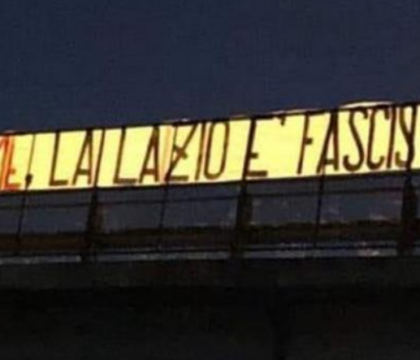 , LA LAZIO E' FASCIS